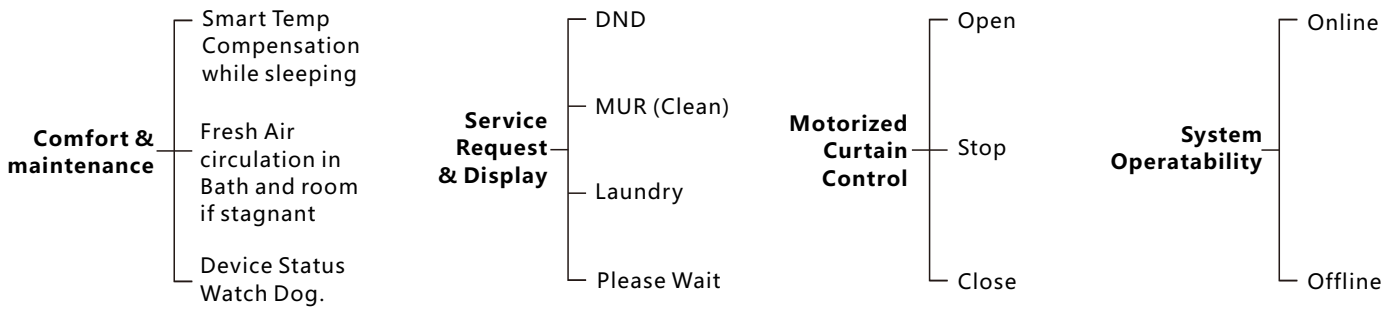 Comfort &
maintenance
Smart Temp
Compensation
while sleeping
Fresh Air
circulation in
Bath and room
if stagnant
Device Status
Watch Dog.
Service
Request
& Display
DND
MUR (Clean)
Laundry
Please Wait
Motorized
Curtain
Control
Open
Stop
Close
System
Operatability
Online
Offline